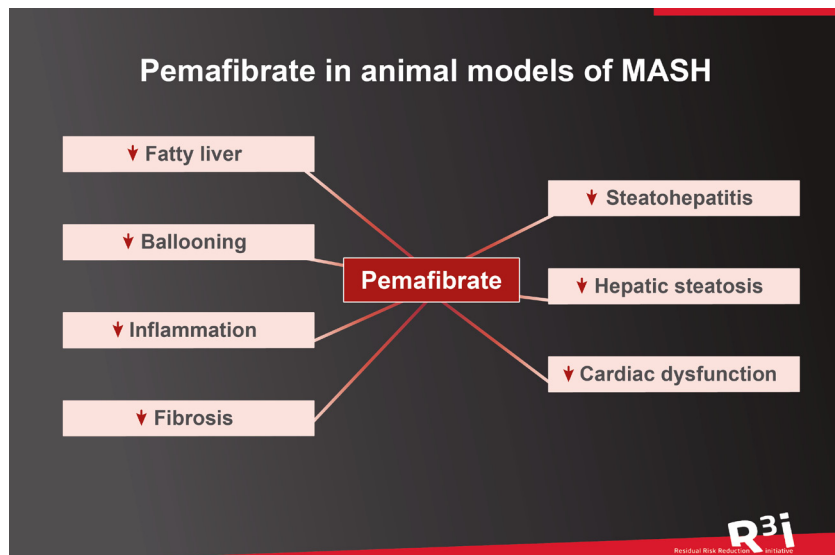 Pemafibrate in animal models of MASH
Fatty liver
Ballooning
Inflammation
Fibrosis
Pemafibrate
Steatohepatitis
Hepatic steatosis
Cardiac dysfunction
R³i
Residual Risk Reduction initiative